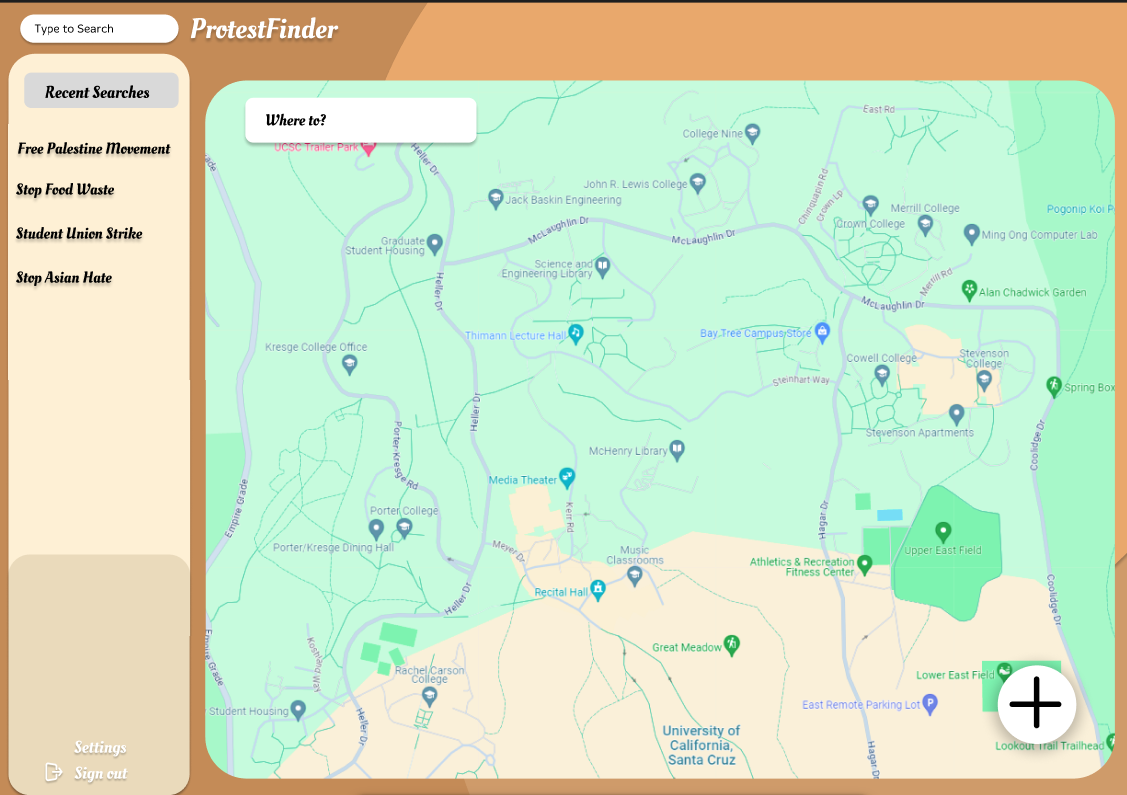 Type to Search
ProtestFinder
Recent Searches
Free Palestine Movement
Stop Food Waste
Student Union Strike
Stop Asian Hate
Settings
Sign out
Where to?
UCSC Trailer Park
Heller Dr
East Rd
College Nine
John R. Lewis College
Jack Baskin Engineering
Chinquapin Rd
Crown Lp
Merrill College
Crown College
Pogonip Koi P
Ming Ong Computer Lab
McLaughlin Dr
McLaughlin Dr
Graduate
Student Housing
Science and
Engineering Library
Heller Dr
Merrill Rd
Alan Chadwick Garden
McLaughlin Dr
Thimann Lecture Hall
Bay Tree Campus Store
Kresge College Office
Cowell College
Stevenson
College
Steinhart Way
Spring Box
Heller Dr
Stevenson Apartments
Porter-Kresge Rd
Coolidge Dr
McHenry Library
Media Theater
Empire Grade
Kerr Rd
Hagar Dr
Porter College
Porter/Kresge Dining Hall
Meyer Dr
Music
Classrooms
Upper East Field
Athletics & Recreation
Fitness Center
Recital Hall
Heller Dr
Coolidge Dr
Empire Grade
Koshland Way
Great Meadow
Rachel Carson
College
Lower East Field
Student Housing
Heller Dr
East Remote Parking Lot
University of
California,
Santa Cruz
Hagar Dr
Lookout Trail Trailhead